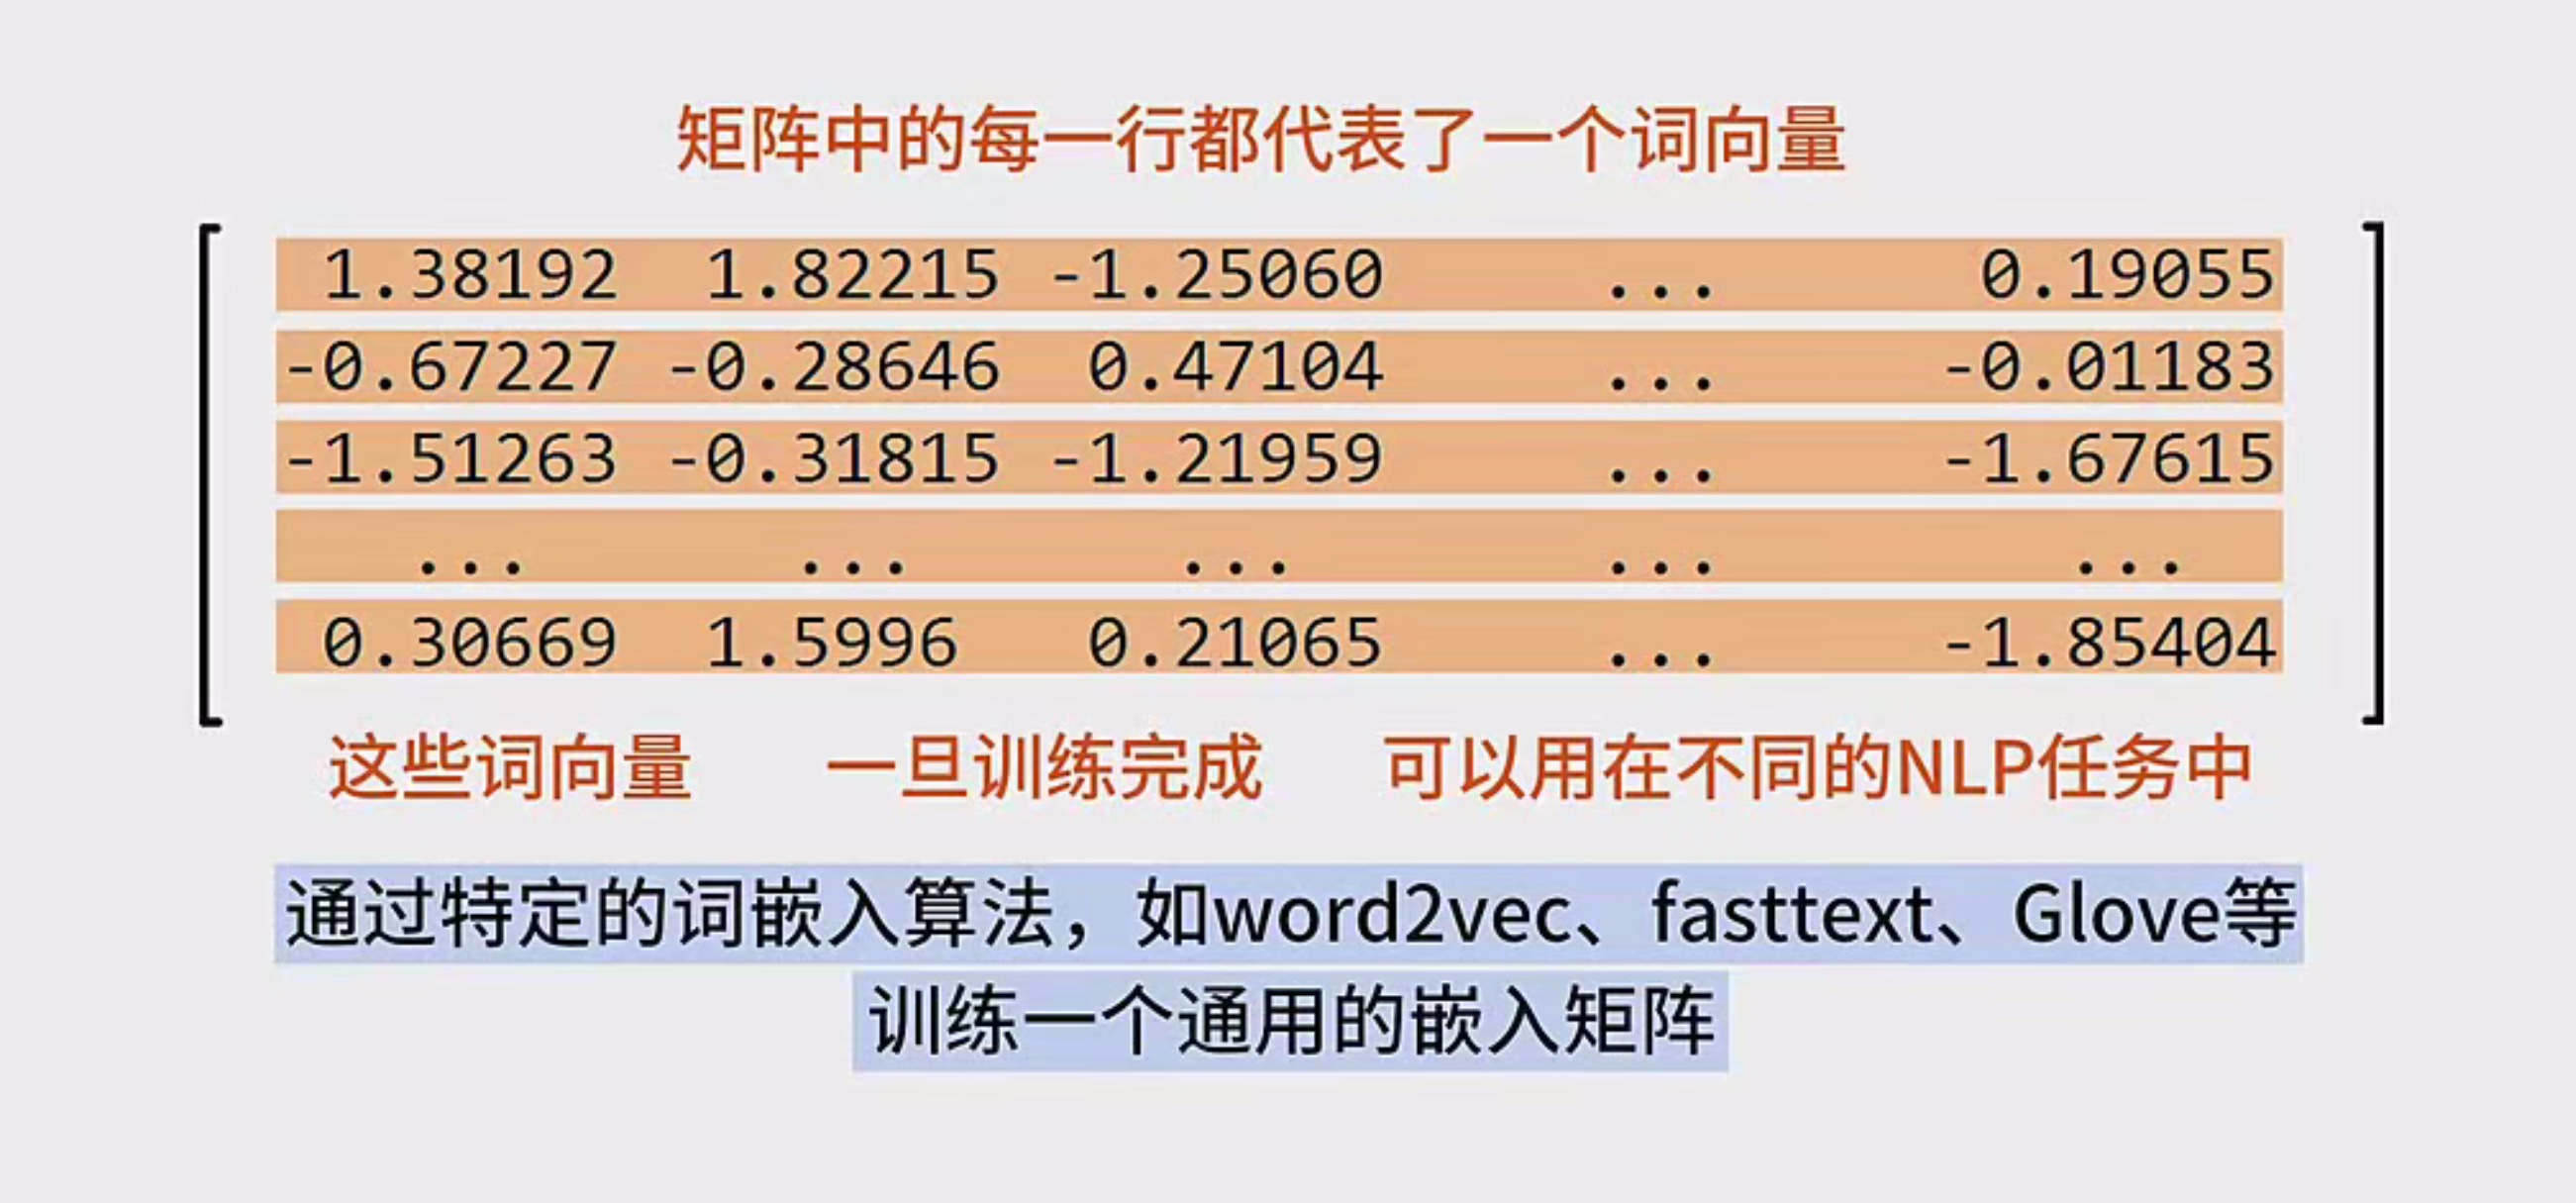 矩阵中的每一行都代表了一个词向量
1.38192 1.82215 -1.25060 ... 0.19055
-0.67227 -0.28646 0.47104 ... -0.01183
-1.51263 -0.31815 -1.21959 ... -1.67615
... ... ... ... ...
0.30669 1.5996 0.21065 ... -1.85404
这些词向量 一旦训练完成 可以用在不同的NLP任务中
通过特定的词嵌入算法，如word2vec、fasttext、Glove等
训练一个通用的嵌入矩阵